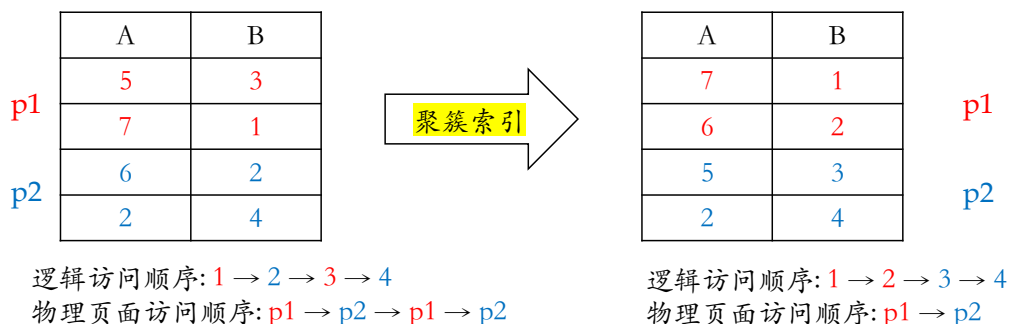 A B
5 3
p1
7 1
6 2
p2
2 4
聚簇索引
A B
7 1
p1
6 2
5 3
p2
2 4
逻辑访问顺序: 1 → 2 → 3 → 4
物理页面访问顺序: p1 → p2 → p1 → p2
逻辑访问顺序: 1 → 2 → 3 → 4
物理页面访问顺序: p1 → p2